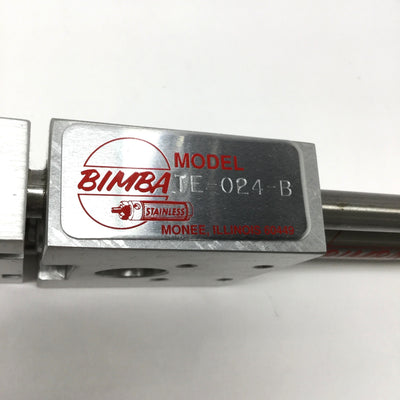 MODEL
BIMBA TE-024-B
STAINLESS
MONEE, ILLINOIS